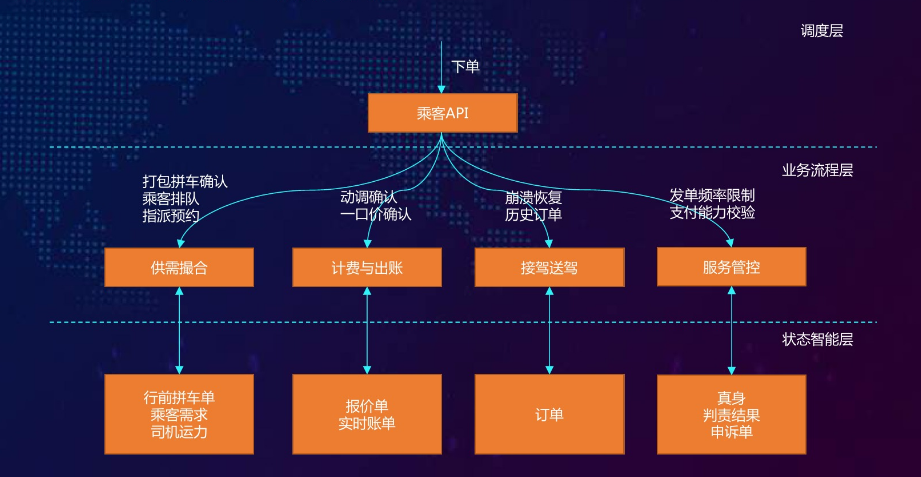 调度层
下单
乘客API
业务流程层
打包拼车确认
乘客排队
指派预约
动调确认
一口价确认
崩溃恢复
历史订单
发单频率限制
支付能力校验
供需撮合
计费与出账
接驾送驾
服务管控
状态智能层
行前拼车单
乘客需求
司机运力
报价单
实时账单
订单
真身
判责结果
申诉单